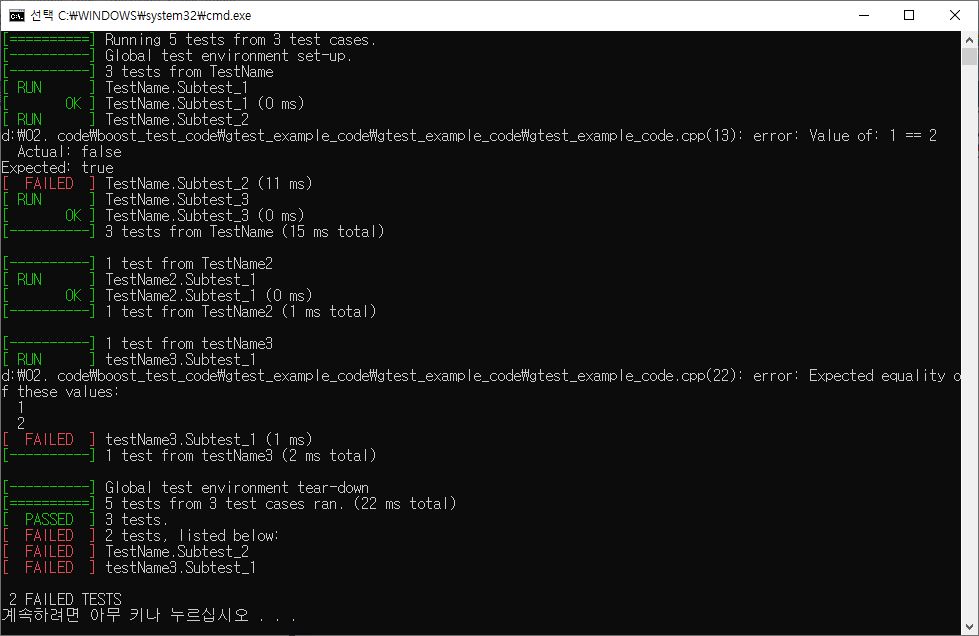 선택 C:₩WINDOWS₩system32₩cmd.exe
[==========] Running 5 tests from 3 test cases.
[----------] Global test environment set-up.
[----------] 3 tests from TestName
[ RUN      ] TestName.Subtest_1
[       OK ] TestName.Subtest_1 (0 ms)
[ RUN      ] TestName.Subtest_2
d:₩02. code₩boost_test_code₩gtest_example_code₩gtest_example_code₩gtest_example_code.cpp(13): error: Value of: 1 == 2
  Actual: false
Expected: true
[  FAILED  ] TestName.Subtest_2 (11 ms)
[ RUN      ] TestName.Subtest_3
[       OK ] TestName.Subtest_3 (0 ms)
[----------] 3 tests from TestName (15 ms total)

[----------] 1 test from TestName2
[ RUN      ] TestName2.Subtest_1
[       OK ] TestName2.Subtest_1 (0 ms)
[----------] 1 test from TestName2 (1 ms total)

[----------] 1 test from testName3
[ RUN      ] testName3.Subtest_1
d:₩02. code₩boost_test_code₩gtest_example_code₩gtest_example_code₩gtest_example_code.cpp(22): error: Expected equality o
f these values:
  1
  2
[  FAILED  ] testName3.Subtest_1 (1 ms)
[----------] 1 test from testName3 (2 ms total)

[----------] Global test environment tear-down
[==========] 5 tests from 3 test cases ran. (22 ms total)
[  PASSED  ] 3 tests.
[  FAILED  ] 2 tests, listed below:
[  FAILED  ] TestName.Subtest_2
[  FAILED  ] testName3.Subtest_1

 2 FAILED TESTS
계속하려면 아무 키나 누르십시오 . . .